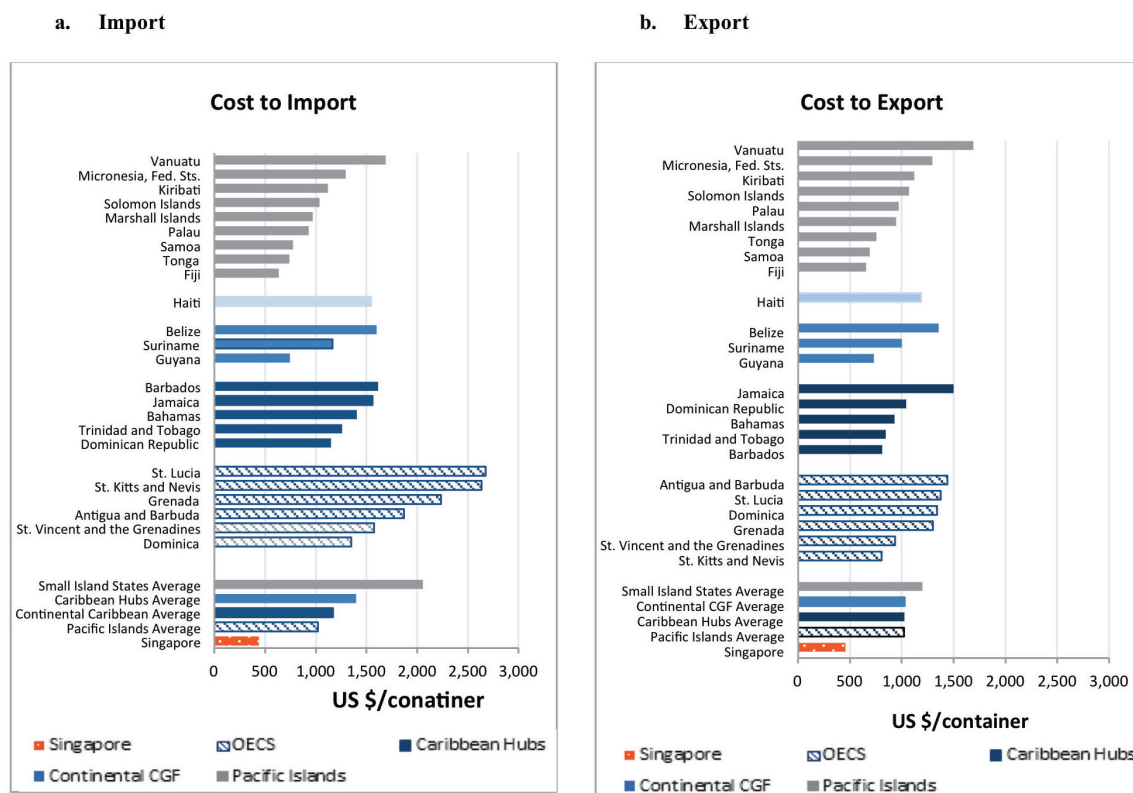 a. Import
Cost to Import
Vanuatu
Micronesia, Fed. Sts.
Kiribati
Solomon Islands
Marshall Islands
Palau
Samoa
Tonga
Fiji
Haiti
Belize
Suriname
Guyana
Barbados
Jamaica
Bahamas
Trinidad and Tobago
Dominican Republic
St. Lucia
St. Kitts and Nevis
Grenada
Antigua and Barbuda
St. Vincent and the Grenadines
Dominica
Small Island States Average
Caribbean Hubs Average
Continental Caribbean Average
Pacific Islands Average
Singapore
0 500 1,000 1,500 2,000 2,500 3,000
US $/conatiner
Singapore OECS Caribbean Hubs
Continental CGF Pacific Islands
b. Export
Cost to Export
Vanuatu
Micronesia, Fed. Sts.
Kiribati
Solomon Islands
Palau
Marshall Islands
Tonga
Samoa
Fiji
Haiti
Belize
Suriname
Guyana
Jamaica
Dominican Republic
Bahamas
Trinidad and Tobago
Barbados
Antigua and Barbuda
St. Lucia
Dominica
Grenada
St. Vincent and the Grenadines
St. Kitts and Nevis
Small Island States Average
Continental CGF Average
Caribbean Hubs Average
Pacific Islands Average
Singapore
0 500 1,000 1,500 2,000 2,500 3,000
US $/container
Singapore OECS Caribbean Hubs
Continental CGF Pacific Islands